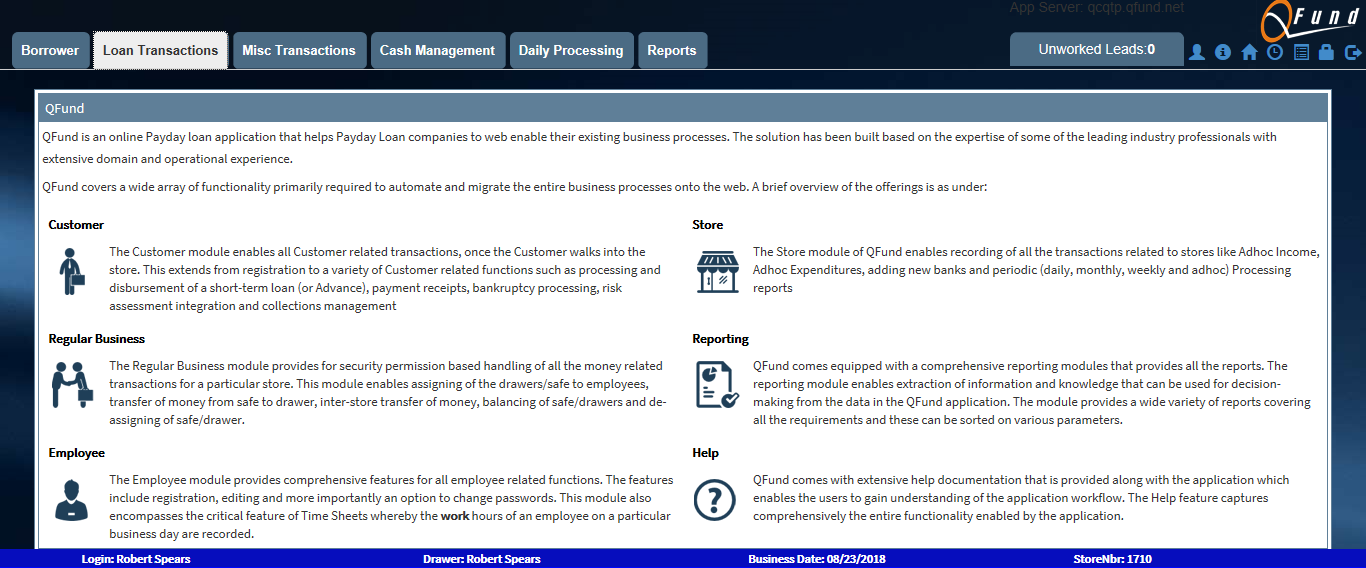 App Server: qcqtp.qfund.net
QFund
Borrower
Loan Transactions
Misc Transactions
Cash Management
Daily Processing
Reports
Unworked Leads:0
QFund
QFund is an online Payday loan application that helps Payday Loan companies to web enable their existing business processes. The solution has been built based on the expertise of some of the leading industry professionals with
extensive domain and operational experience.
QFund covers a wide array of functionality primarily required to automate and migrate the entire business processes onto the web. A brief overview of the offerings is as under:
Customer
The Customer module enables all Customer related transactions, once the Customer walks into the
store. This extends from registration to a variety of Customer related functions such as processing and
disbursement of a short-term loan (or Advance), payment receipts, bankruptcy processing, risk
assessment integration and collections management
Store
The Store module of QFund enables recording of all the transactions related to stores like Adhoc Income,
Adhoc Expenditures, adding new banks and periodic (daily, monthly, weekly and adhoc) Processing
reports
Regular Business
The Regular Business module provides for security permission based handling of all the money related
transactions for a particular store. This module enables assigning of the drawers/safe to employees,
transfer of money from safe to drawer, inter-store transfer of money, balancing of safe/drawers and de-
assigning of safe/drawer.
Reporting
QFund comes equipped with a comprehensive reporting modules that provides all the reports. The
reporting module enables extraction of information and knowledge that can be used for decision-
making from the data in the QFund application. The module provides a wide variety of reports covering
all the requirements and these can be sorted on various parameters.
Employee
The Employee module provides comprehensive features for all employee related functions. The features
include registration, editing and more importantly an option to change passwords. This module also
encompasses the critical feature of Time Sheets whereby the work hours of an employee on a particular
business day are recorded.
Help
QFund comes with extensive help documentation that is provided along with the application which
enables the users to gain understanding of the application workflow. The Help feature captures
comprehensively the entire functionality enabled by the application.
Login: Robert Spears
Drawer: Robert Spears
Business Date: 08/23/2018
StoreNbr: 1710